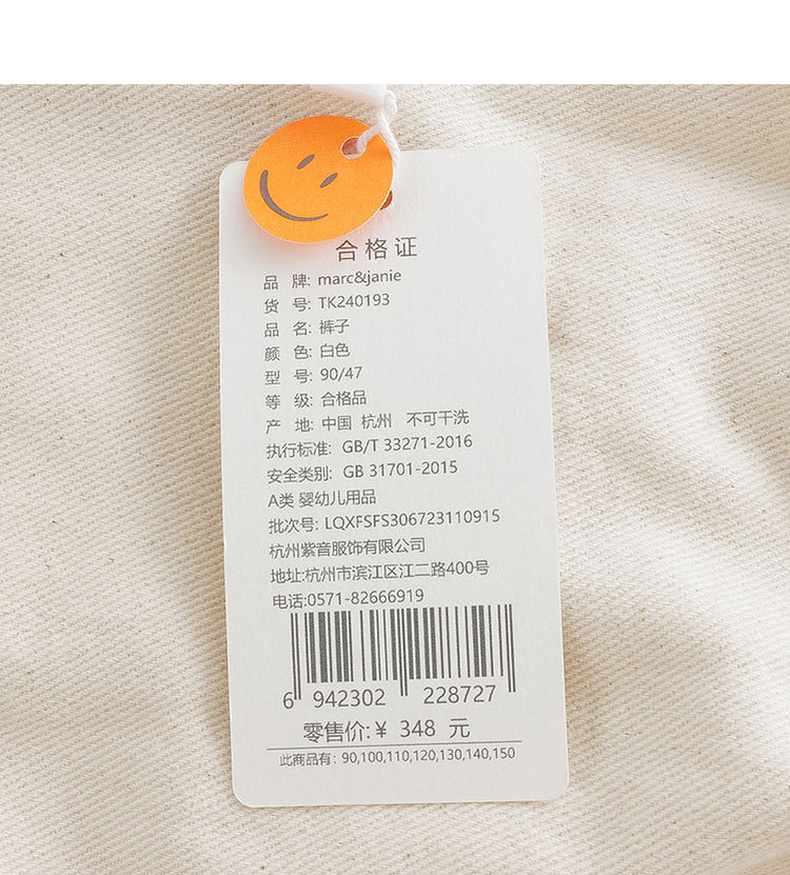 合格证
品 牌: marc&janie
货 号: TK240193
品 名: 裤子
颜 色: 白色
型 号: 90/47
等 级: 合格品
产 地: 中国 杭州 不可干洗
执行标准: GB/T 33271-2016
安全类别: GB 31701-2015
A类 婴幼儿用品
批次号: LQXFSFS306723110915
杭州紫音服饰有限公司
地址:杭州市滨江区江二路400号
电话:0571-82666919
6 942302 228727
零售价:¥ 348 元
此商品有: 90,100,110,120,130,140,150